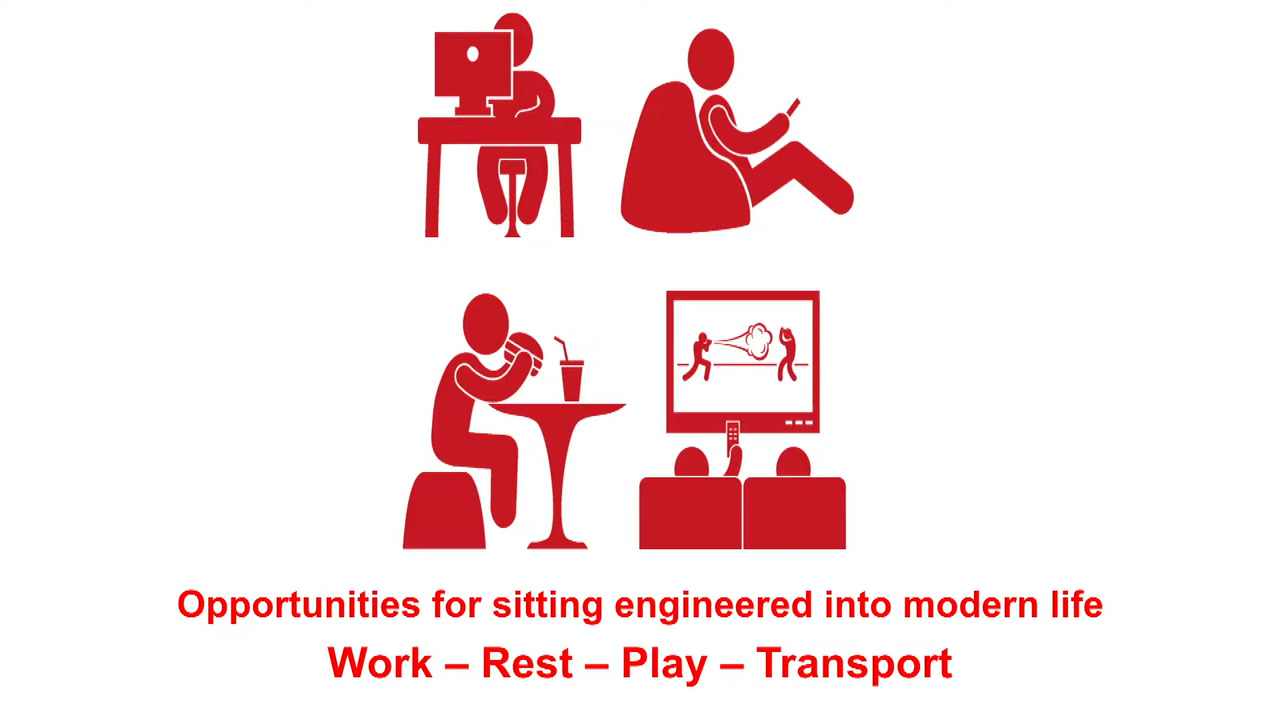 Opportunities for sitting engineered into modern life
Work – Rest – Play – Transport